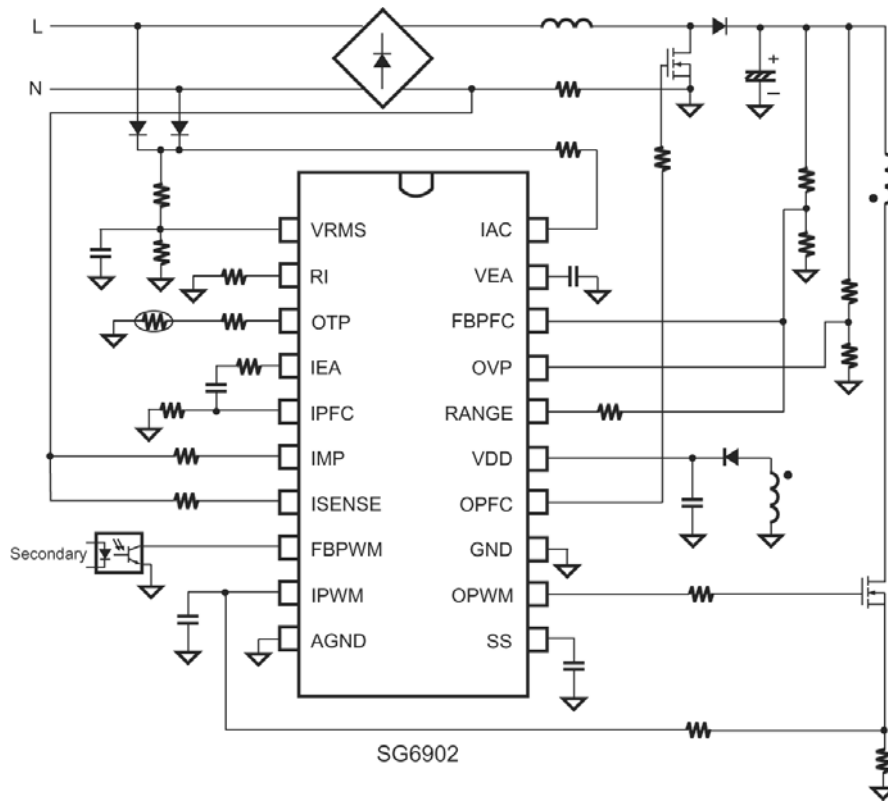 L
N
+
−
VRMS
IAC
RI
VEA
OTP
FBPFC
IEA
OVP
IPFC
RANGE
IMP
VDD
ISENSE
OPFC
Secondary
FBPWM
GND
IPWM
OPWM
AGND
SS
SG6902